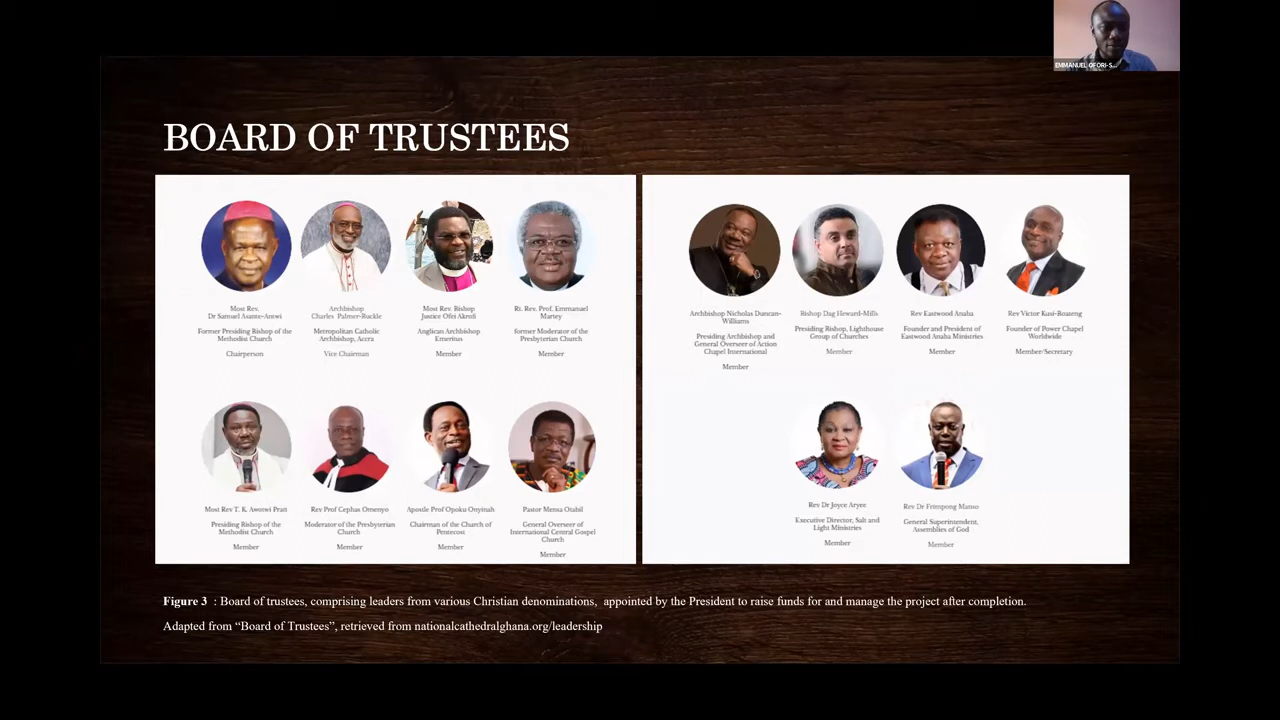 EMMANUEL OFORI-S...
BOARD OF TRUSTEES
Most Rev.
Dr Samuel Asante-Antwi
Former Presiding Bishop of the
Methodist Church
Chairperson
Archbishop
Charles Palmer-Buckle
Metropolitan Catholic
Archbishop, Accra
Vice Chairman
Most Rev. Bishop
Justice Ofei Akrofi
Anglican Archbishop
Emeritus
Member
Rt. Rev. Prof. Emmanuel
Martey
former Moderator of the
Presbyterian Church
Member
Archbishop Nicholas Duncan-
Williams
Presiding Archbishop and
General Overseer of Action
Chapel International
Member
Bishop Dag Heward-Mills
Presiding Bishop, Lighthouse
Group of Churches
Member
Rev Eastwood Anaba
Founder and President of
Eastwood Anaba Ministries
Member
Rev Victor Kusi-Boateng
Founder of Power Chapel
Worldwide
Member/Secretary
Most Rev T. K. Awotwi Pratt
Presiding Bishop of the
Methodist Church
Member
Rev Prof Cephas Omenyo
Moderator of the Presbyterian
Church
Member
Apostle Prof Opoku Onyinah
Chairman of the Church of
Pentecost
Member
Pastor Mensa Otabil
General Overseer of
International Central Gospel
Church
Member
Rev Dr Joyce Aryee
Executive Director, Salt and
Light Ministries
Member
Rev Dr Frimpong Manso
General Superintendent,
Assemblies of God
Member
Figure 3 : Board of trustees, comprising leaders from various Christian denominations, appointed by the President to raise funds for and manage the project after completion.
Adapted from “Board of Trustees”, retrieved from nationalcathedralghana.org/leadership